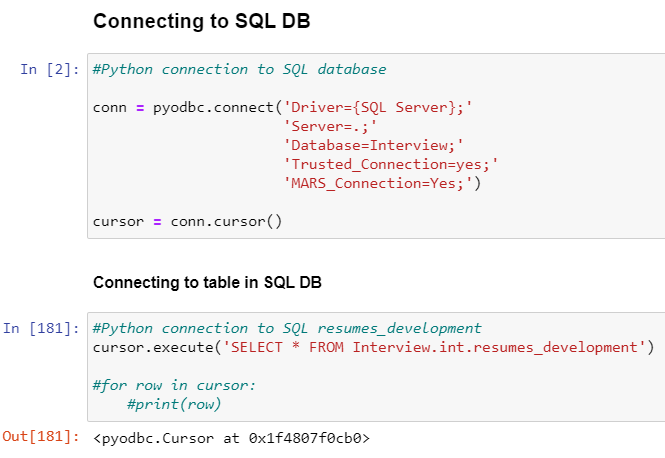 Connecting to SQL DB
In [2]: #Python connection to SQL database
conn = pyodbc.connect('Driver={SQL Server};'
'Server=.;'
'Database=Interview;'
'Trusted_Connection=yes;'
'MARS_Connection=Yes;')
cursor = conn.cursor()
Connecting to table in SQL DB
In [181]: #Python connection to SQL resumes_development
cursor.execute('SELECT * FROM Interview.int.resumes_development')
#for row in cursor:
#print(row)
Out[181]: <pyodbc.Cursor at 0x1f4807f0cb0>